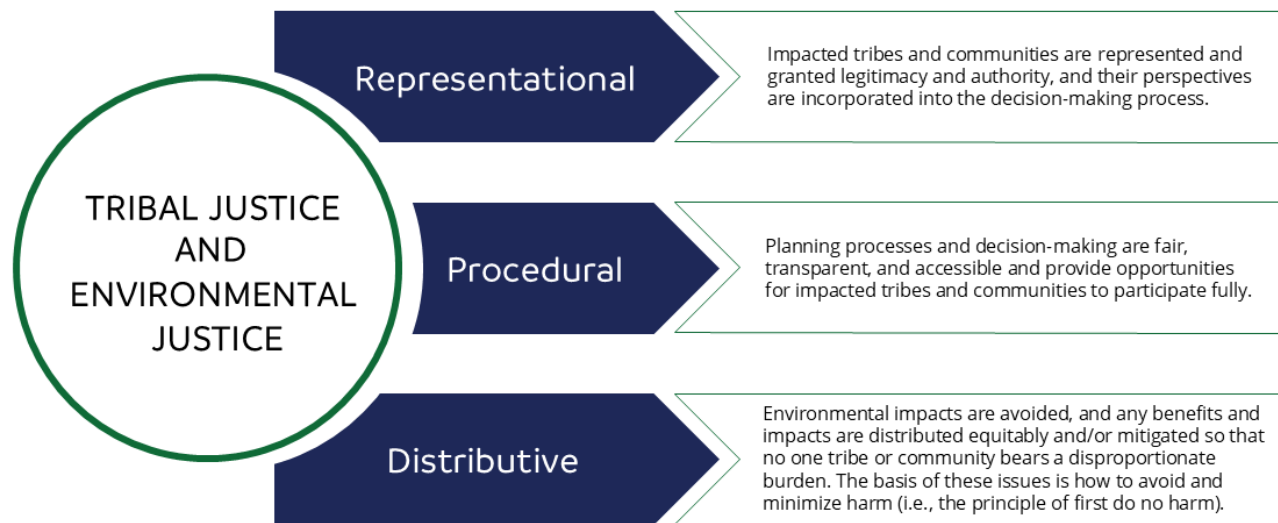 TRIBAL JUSTICE
AND
ENVIRONMENTAL
JUSTICE
Representational
Impacted tribes and communities are represented and
granted legitimacy and authority, and their perspectives
are incorporated into the decision-making process.
Procedural
Planning processes and decision-making are fair,
transparent, and accessible and provide opportunities
for impacted tribes and communities to participate fully.
Distributive
Environmental impacts are avoided, and any benefits and
impacts are distributed equitably and/or mitigated so that
no one tribe or community bears a disproportionate
burden. The basis of these issues is how to avoid and
minimize harm (i.e., the principle of first do no harm).